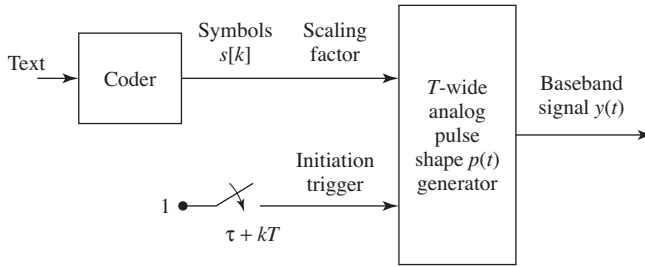 Text
Coder
Symbols
s[k]
Scaling
factor
T-wide
analog
pulse
shape p(t)
generator
Baseband
signal y(t)
Initiation
trigger
1
τ + kT